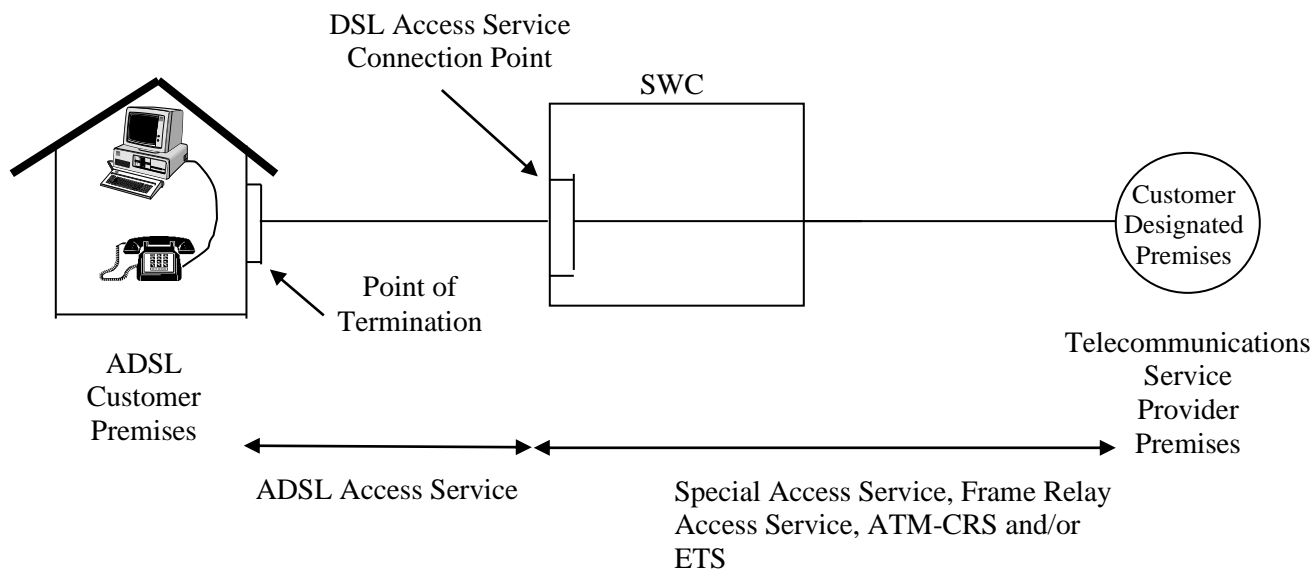 DSL Access Service
Connection Point
SWC
Customer
Designated
Premises
Point of
Termination
ADSL
Customer
Premises
Telecommunications
Service
Provider
Premises
ADSL Access Service
Special Access Service, Frame Relay
Access Service, ATM-CRS and/or
ETS